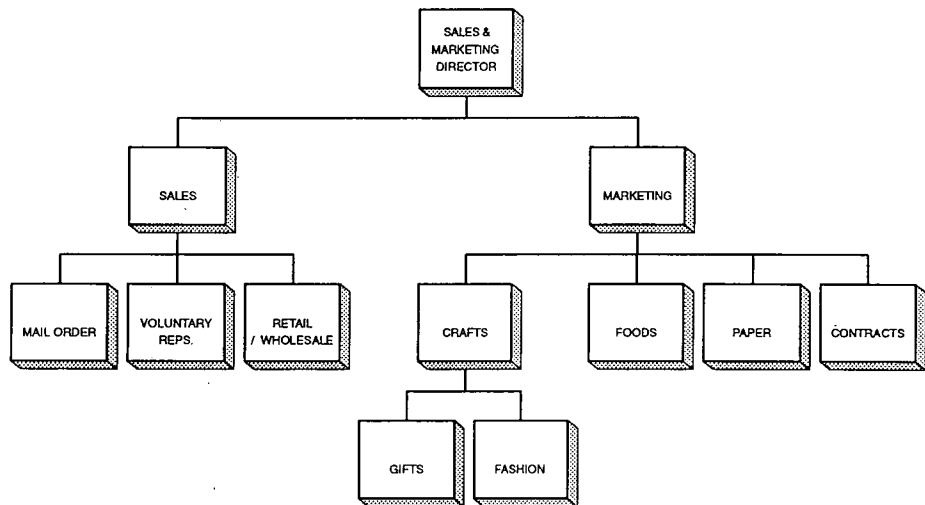 SALES &
MARKETING
DIRECTOR
SALES
MARKETING
MAIL ORDER
VOLUNTARY
REPS.
RETAIL
/ WHOLESALE
CRAFTS
FOODS
PAPER
CONTRACTS
GIFTS
FASHION